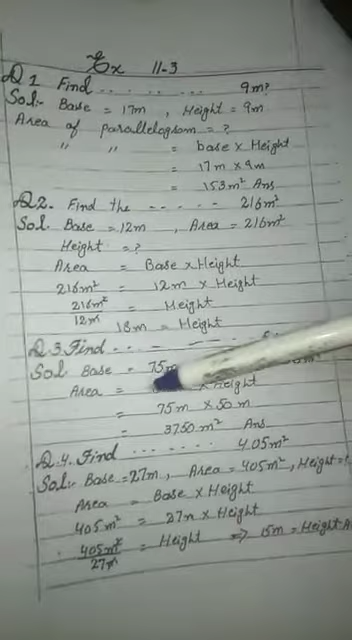 Ex 11-3
Q1 Find ... ... ... 9m?
Sol:- Base = 17m, Height = 9m
Area of parallelogram = ?
" " = base × Height
= 17m × 9m
= 153m² Ans
Q2. Find the - - - - - 216m²
Sol. Base = 12m, Area = 216m²
Height = ?
Area = Base × Height
216m² = 12m × Height
216m²/12m = Height
18m = Height
Q.3. Find
Sol. Base = 75m
Area = × Height
= 75m × 50m
= 3750m² Ans
Q.4. Find ....... 405m²
Sol:- Base = 27m, Area = 405m², Height =
Area = Base × Height
405m² = 27m × Height
405m²/27m = Height ⇒ 15m = Height